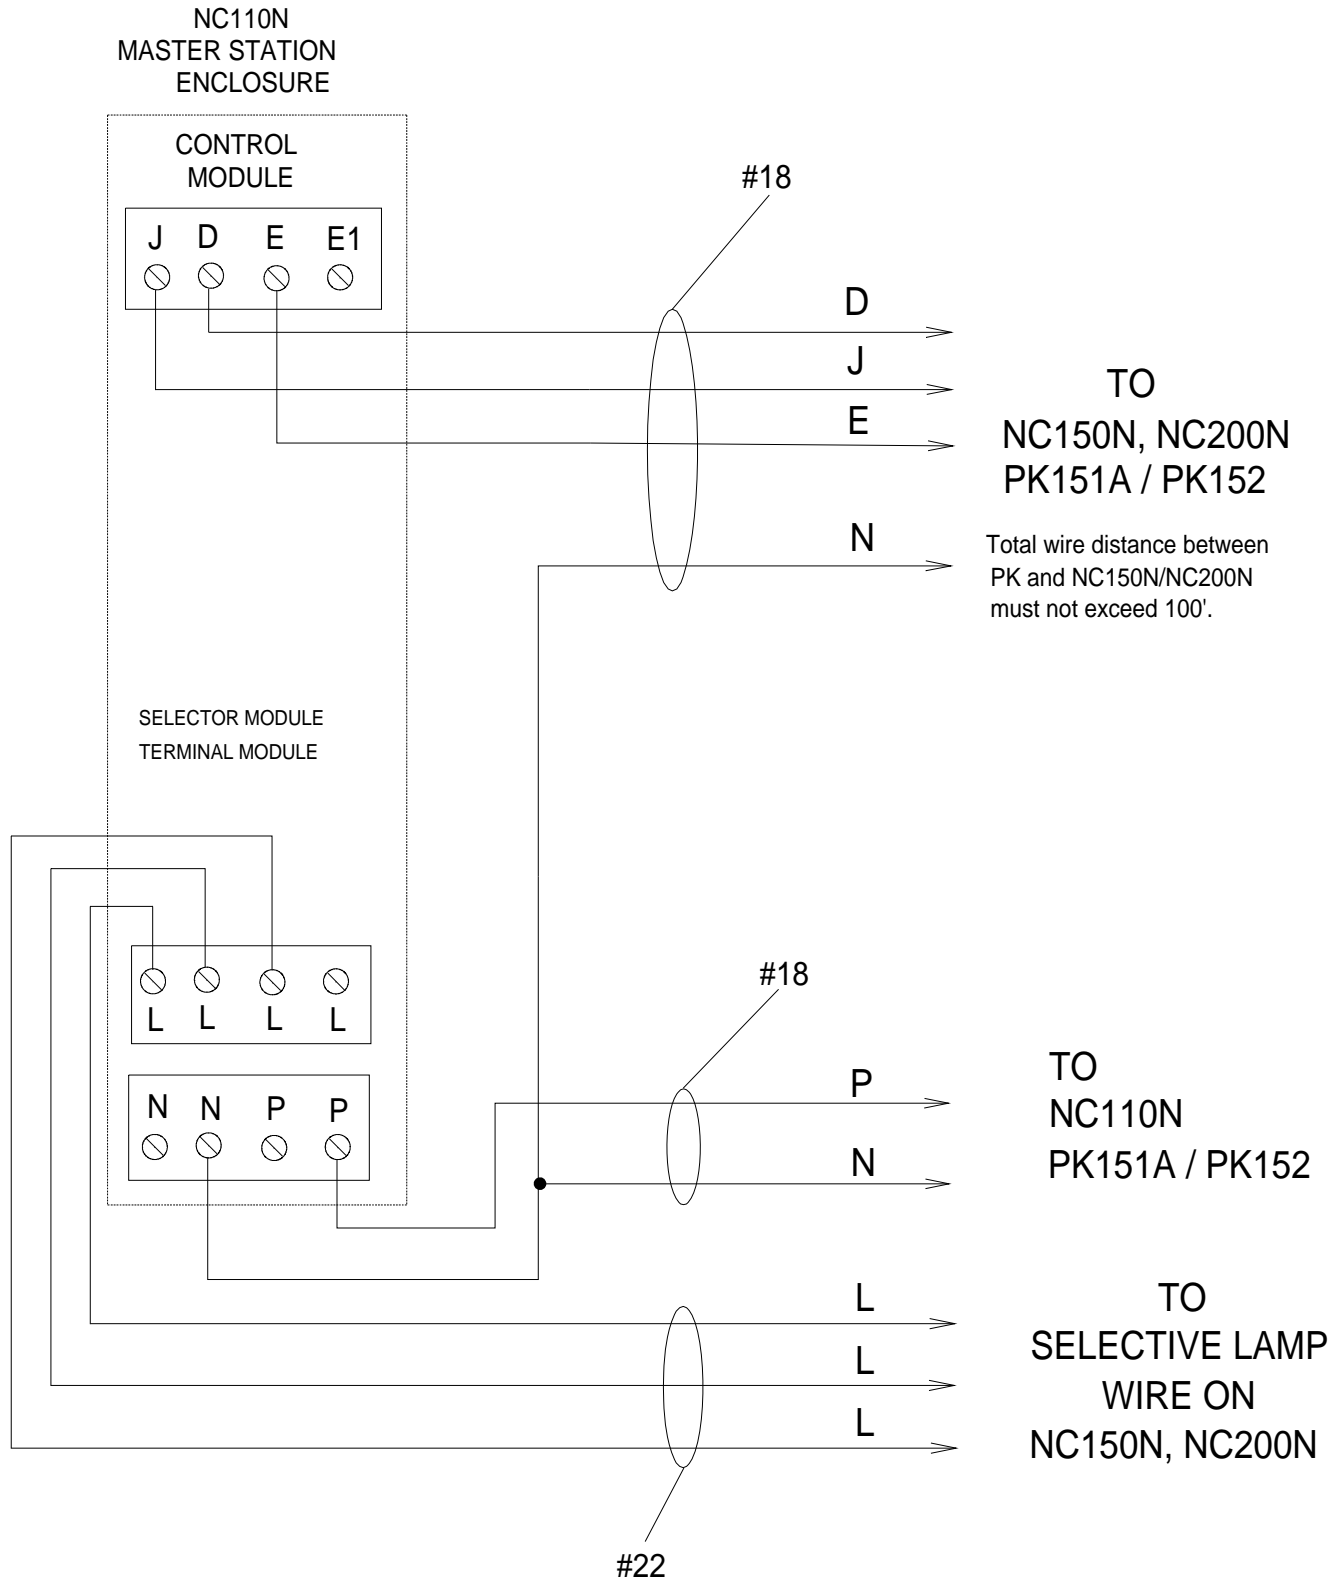 NC110N
MASTER STATION
ENCLOSURE
CONTROL
MODULE
J D E E1
#18
D
J
E
N
TO
NC150N, NC200N
PK151A / PK152
Total wire distance between
PK and NC150N/NC200N
must not exceed 100'.
SELECTOR MODULE
TERMINAL MODULE
L L L L
N N P P
#18
P
N
TO
NC110N
PK151A / PK152
L
L
L
TO
SELECTIVE LAMP
WIRE ON
NC150N, NC200N
#22